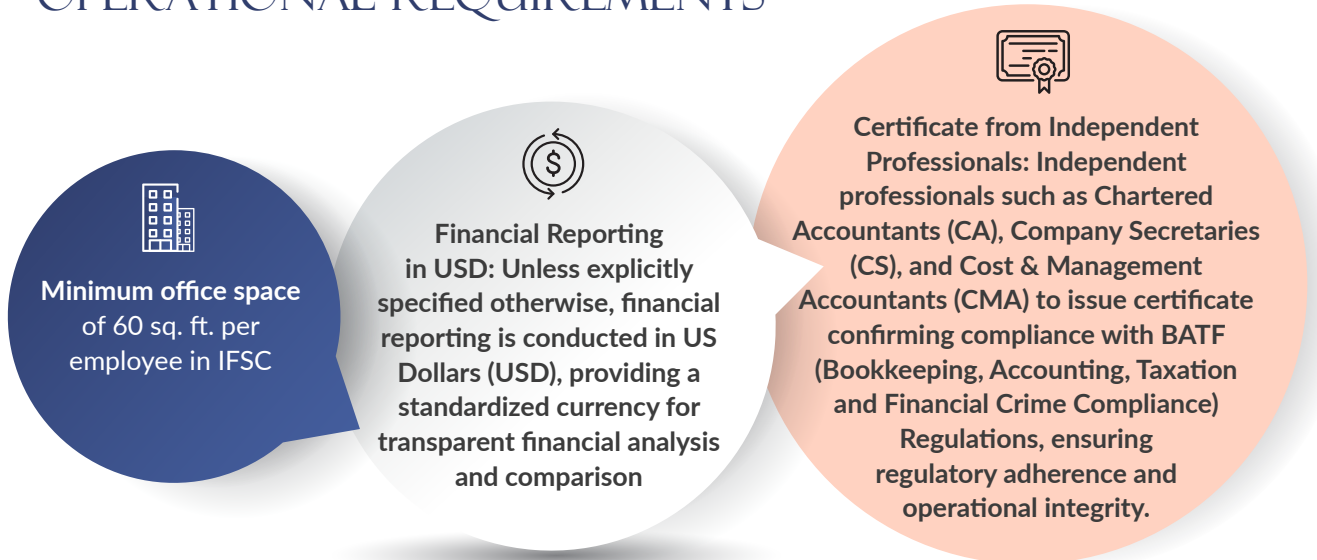 OPERATIONAL REQUIREMENTS
Minimum office space
of 60 sq. ft. per
employee in IFSC
$
Financial Reporting
in USD: Unless explicitly
specified otherwise, financial
reporting is conducted in US
Dollars (USD), providing a
standardized currency for
transparent financial analysis
and comparison
Certificate from Independent
Professionals: Independent
professionals such as Chartered
Accountants (CA), Company Secretaries
(CS), and Cost & Management
Accountants (CMA) to issue certificate
confirming compliance with BATF
(Bookkeeping, Accounting, Taxation
and Financial Crime Compliance)
Regulations, ensuring
regulatory adherence and
operational integrity.